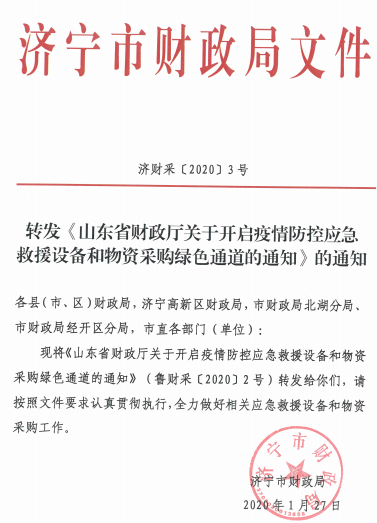 济宁市财政局文件
济财采〔2020〕3号
转发《山东省财政厅关于开启疫情防控应急
救援设备和物资采购绿色通道的通知》的通知
各县（市、区）财政局，济宁高新区财政局，市财政局北湖分局、
市财政局经开区分局，市直各部门（单位）：
现将《山东省财政厅关于开启疫情防控应急救援设备和物资
采购绿色通道的通知》（鲁财采〔2020〕2号）转发给你们，请
按照文件要求认真贯彻执行，全力做好相关应急救援设备和物资
采购工作。
济宁市财政局
济宁市财政局
2020年1月27日